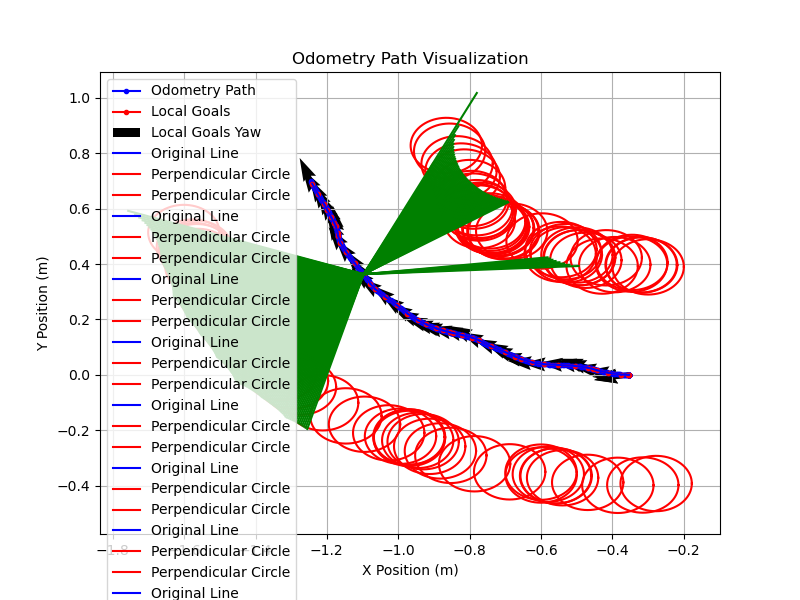 Odometry Path Visualization
Y Position (m)
1.0
0.8
0.6
0.4
0.2
0.0
−0.2
−0.4
Odometry Path
Local Goals
Local Goals Yaw
Original Line
Perpendicular Circle
Perpendicular Circle
Original Line
Perpendicular Circle
Perpendicular Circle
Original Line
Perpendicular Circle
Perpendicular Circle
Original Line
Perpendicular Circle
Perpendicular Circle
Original Line
Perpendicular Circle
Perpendicular Circle
Original Line
Perpendicular Circle
Perpendicular Circle
Original Line
Perpendicular Circle
Perpendicular Circle
Original Line
−1.8 −1.2 −1.0 −0.8 −0.6 −0.4 −0.2
X Position (m)